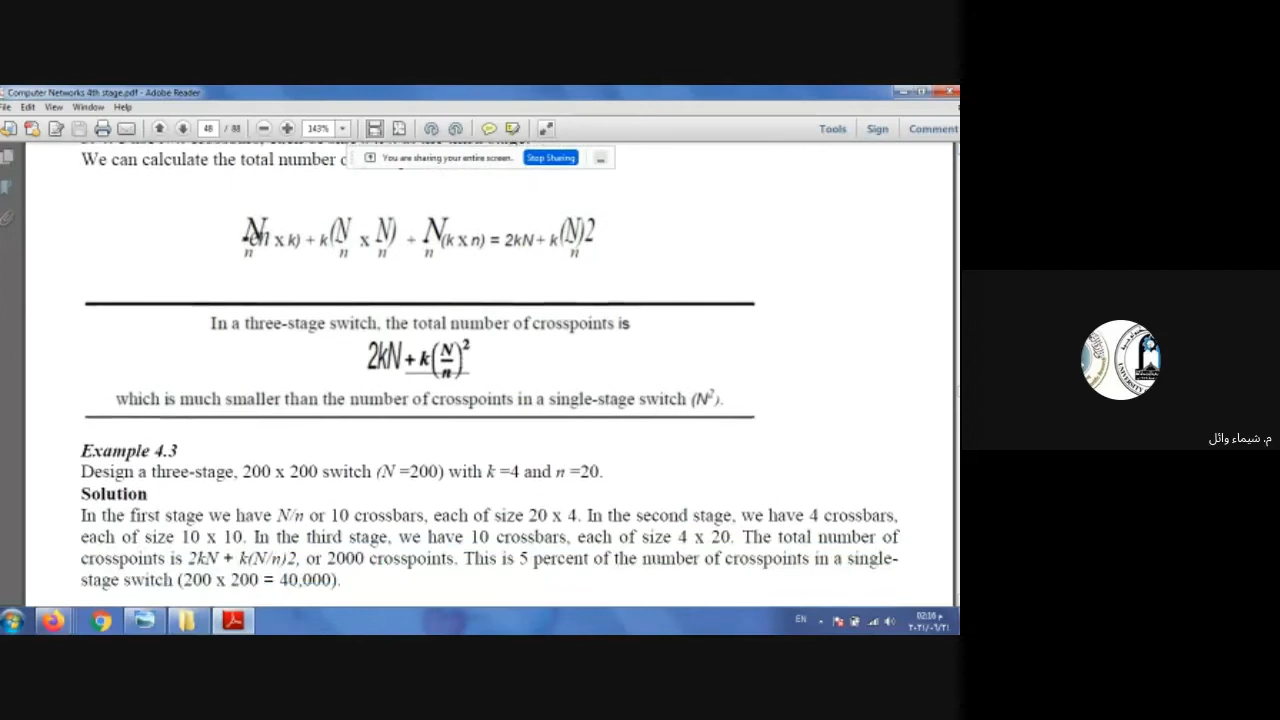 Computer Networks 4th stage.pdf - Adobe Reader
File Edit View Window Help
48 / 88 143% Tools Sign Comment
We can calculate the total number
You are sharing your entire screen. Stop Sharing
N/n (n x k) + k (N/n x N/n) + N/n (k x n) = 2kN + k (N/n)2
In a three-stage switch, the total number of crosspoints is
2kN + k(N/n)²
which is much smaller than the number of crosspoints in a single-stage switch (N²).
Example 4.3
Design a three-stage, 200 x 200 switch (N =200) with k =4 and n =20.
Solution
In the first stage we have N/n or 10 crossbars, each of size 20 x 4. In the second stage, we have 4 crossbars,
each of size 10 x 10. In the third stage, we have 10 crossbars, each of size 4 x 20. The total number of
crosspoints is 2kN + k(N/n)2, or 2000 crosspoints. This is 5 percent of the number of crosspoints in a single-
stage switch (200 x 200 = 40,000).
م. شيماء وائل
EN
02:16 م
٢٠٢١/٠٦/٢١